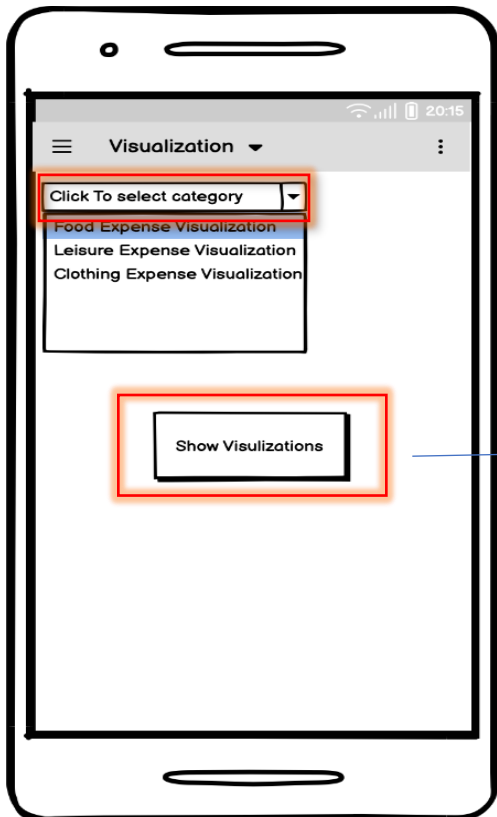 20:15
Visualization
Click To select category
Food Expense Visualization
Leisure Expense Visualization
Clothing Expense Visualization
Show Visulizations